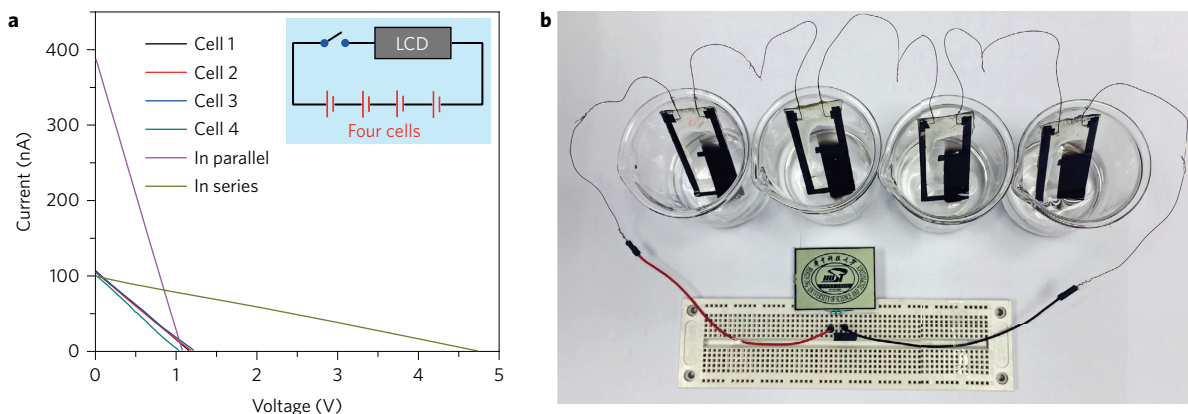 a
400
300
200
100
0
Current (nA)
0
1
2
3
4
5
Voltage (V)
Cell 1
Cell 2
Cell 3
Cell 4
In parallel
In series
LCD
Four cells
b